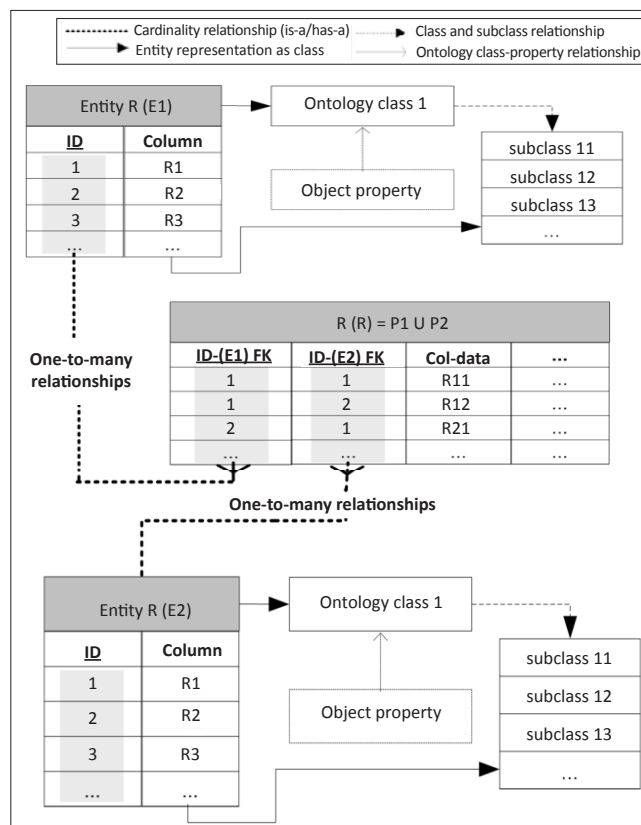 Cardinality relationship (is-a/has-a)
Class and subclass relationship
Entity representation as class
Ontology class-property relationship
Entity R (E1)
Ontology class 1
ID Column
1 R1
2 R2
3 R3
... ...
Object property
subclass 11
subclass 12
subclass 13
...
One-to-many
relationships
R (R) = P1 U P2
ID-(E1) FK ID-(E2) FK Col-data ...
1 1 R11 ...
1 2 R12 ...
2 1 R21 ...
... ... ... ...
One-to-many relationships
Entity R (E2)
Ontology class 1
ID Column
1 R1
2 R2
3 R3
... ...
Object property
subclass 11
subclass 12
subclass 13
...